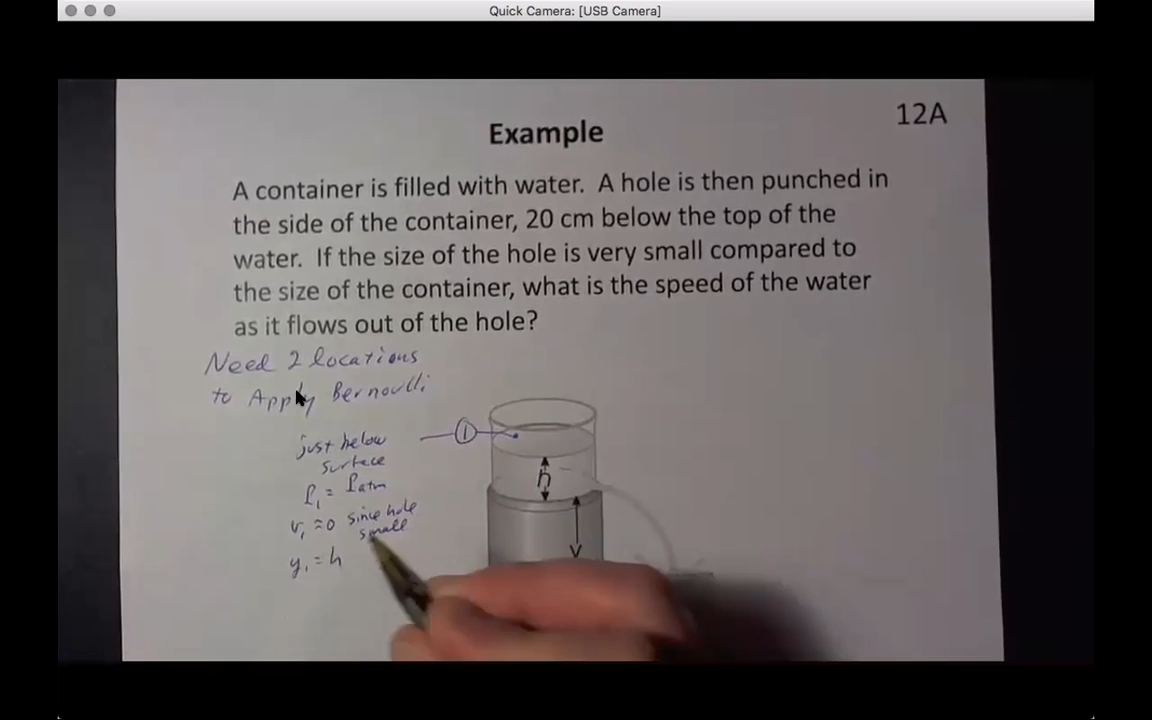 Quick Camera: [USB Camera]
12A
Example
A container is filled with water. A hole is then punched in
the side of the container, 20 cm below the top of the
water. If the size of the hole is very small compared to
the size of the container, what is the speed of the water
as it flows out of the hole?
Need 2 locations
to Apply Bernoulli
①
just below
surface
h
P₁ = Patm
v₁ ≈ 0 since hole
small
y₁ = h
y